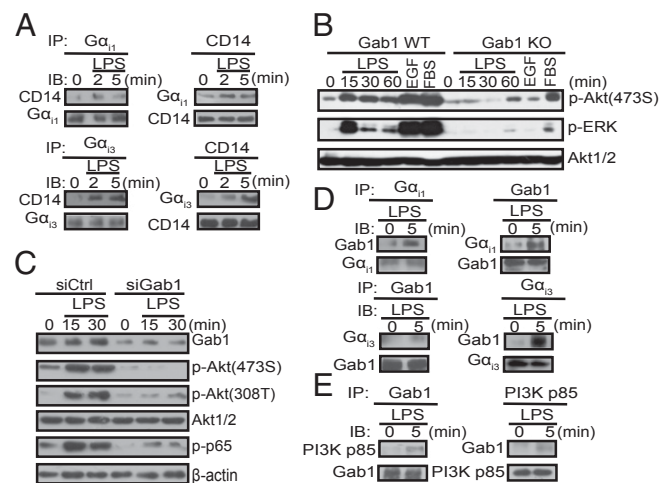 A
IP: Gαi1 CD14
LPS LPS
IB: 0 2 5 (min) 0 2 5 (min)
CD14 Gαi1
Gαi1 CD14
IP: Gαi3 CD14
LPS LPS
IB: 0 2 5 (min) 0 2 5 (min)
CD14 Gαi3
Gαi3 CD14
B
Gab1 WT Gab1 KO
LPS EGF FBS LPS EGF FBS
0 15 30 60 0 15 30 60 (min)
p-Akt(473S)
p-ERK
Akt1/2
C
siCtrl siGab1
LPS LPS
0 15 30 0 15 30 (min)
Gab1
p-Akt(473S)
p-Akt(308T)
Akt1/2
p-p65
β-actin
D
IP: Gαi1 Gab1
LPS LPS
IB: 0 5 (min) 0 5 (min)
Gab1 Gαi1
Gαi1 Gab1
IP: Gab1 Gαi3
IB: LPS LPS
0 5 (min) 0 5 (min)
Gαi3 Gab1
Gab1 Gαi3
E
IP: Gab1 PI3K p85
LPS LPS
IB: 0 5 (min) 0 5 (min)
PI3K p85 Gab1
Gab1 PI3K p85